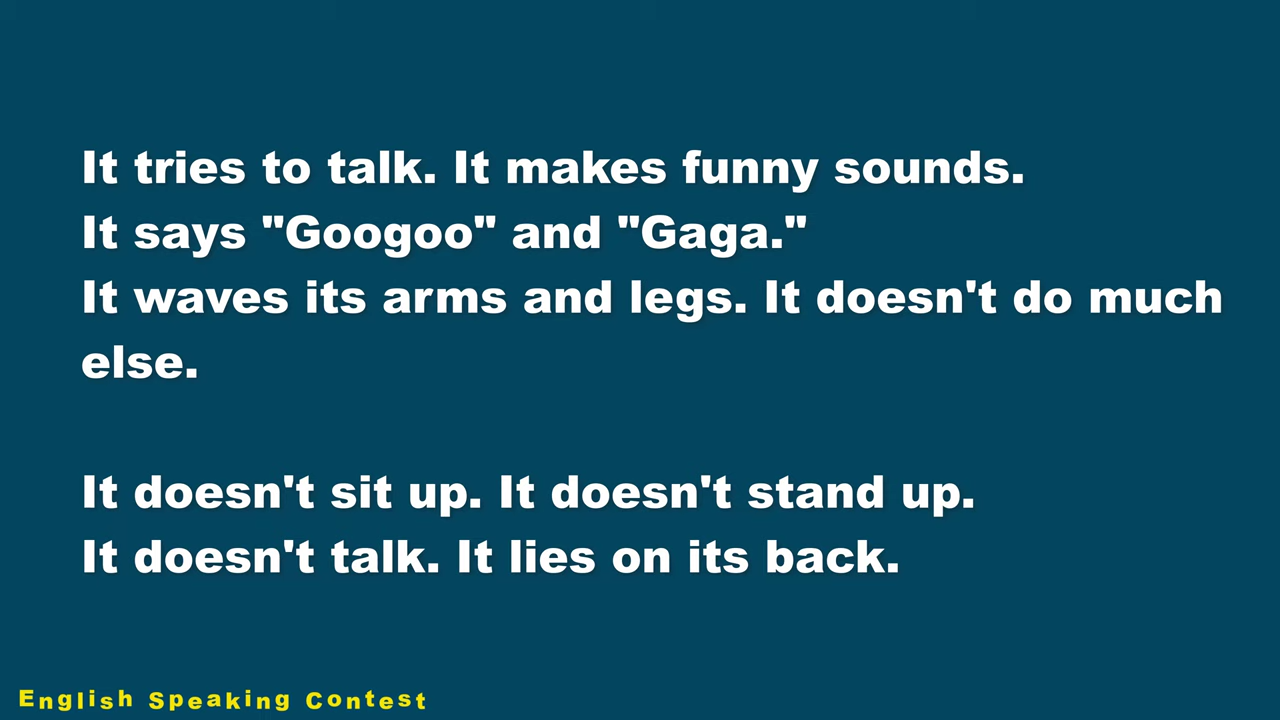 It tries to talk. It makes funny sounds.
It says "Googoo" and "Gaga."
It waves its arms and legs. It doesn't do much
else.
It doesn't sit up. It doesn't stand up.
It doesn't talk. It lies on its back.
English Speaking Contest